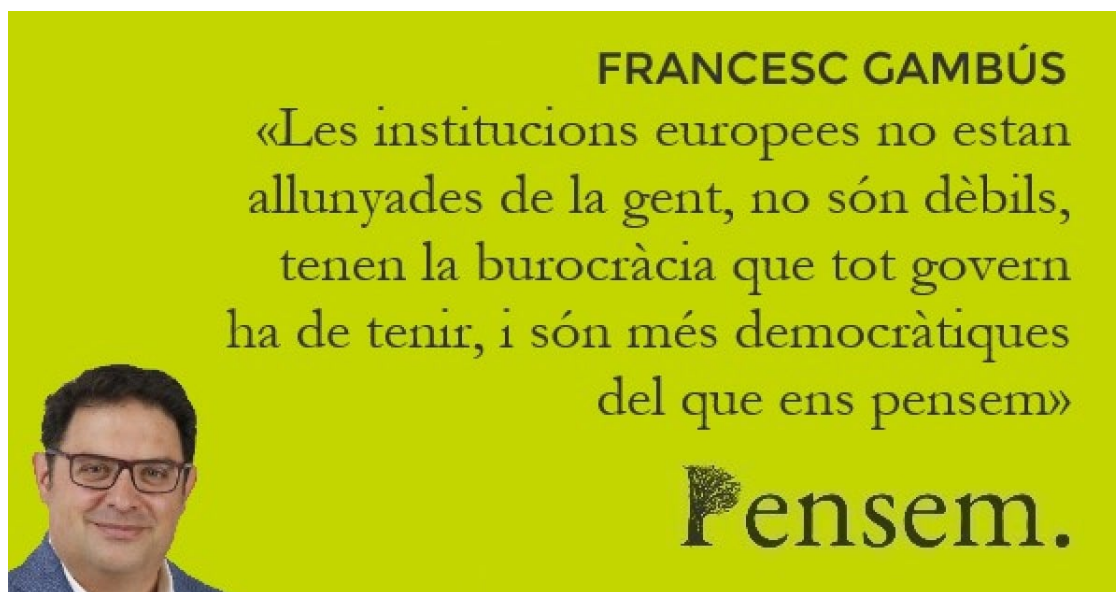 FRANCESC GAMBÚS
«Les institucions europees no estan
allunyades de la gent, no són dèbils,
tenen la burocràcia que tot govern
ha de tenir, i són més democràtiques
del que ens pensem»
Pensem.